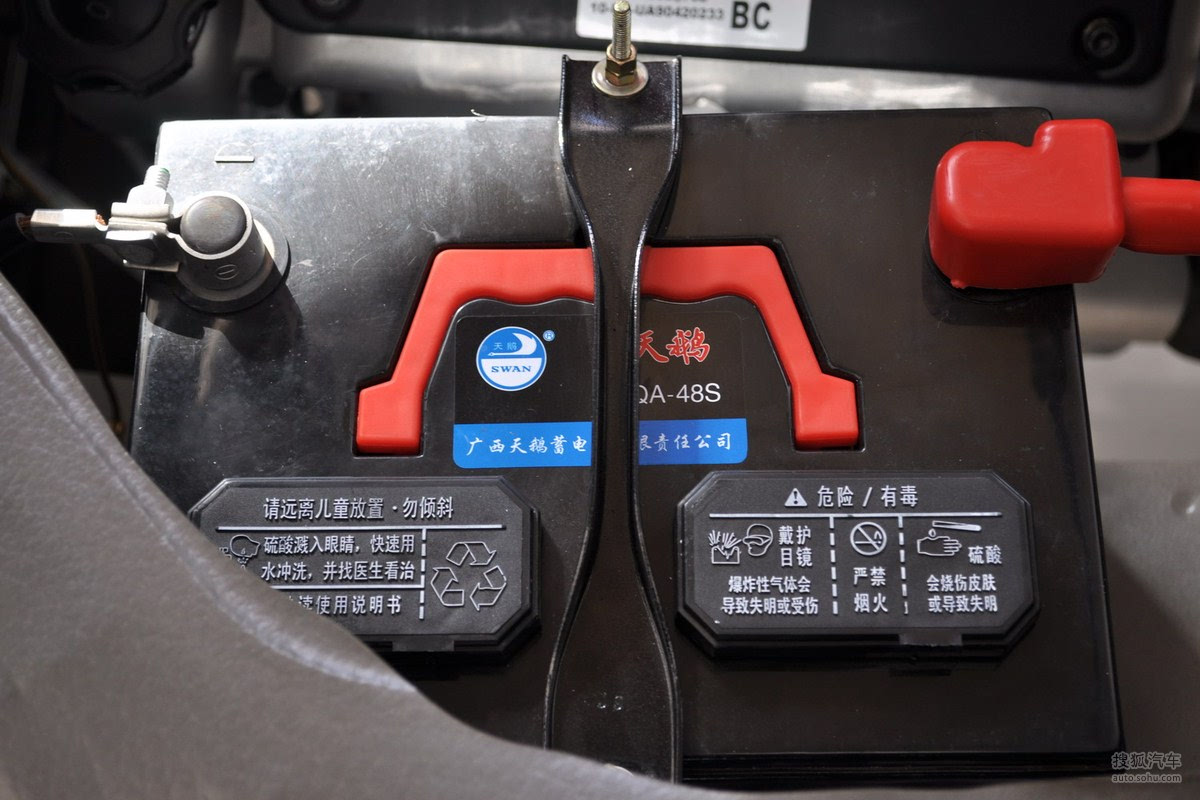 UA90420233 BC
天鹅
SWAN
®
天鹅
QA-48S
广西天鹅蓄电
限责任公司
请远离儿童放置·勿倾斜
硫酸溅入眼睛，快速用
水冲洗，并找医生看治
读使用说明书
危险/有毒
戴护
目镜
爆炸性气体会
导致失明或受伤
严禁
烟火
硫酸
会烧伤皮肤
或导致失明
搜狐汽车
auto.sohu.com